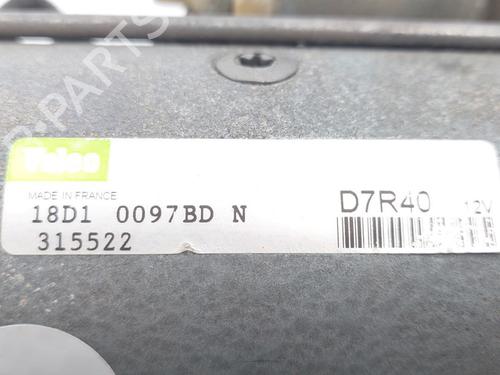 Valeo
MADE IN FRANCE
18D1 0097BD N
315522
D7R40
12V